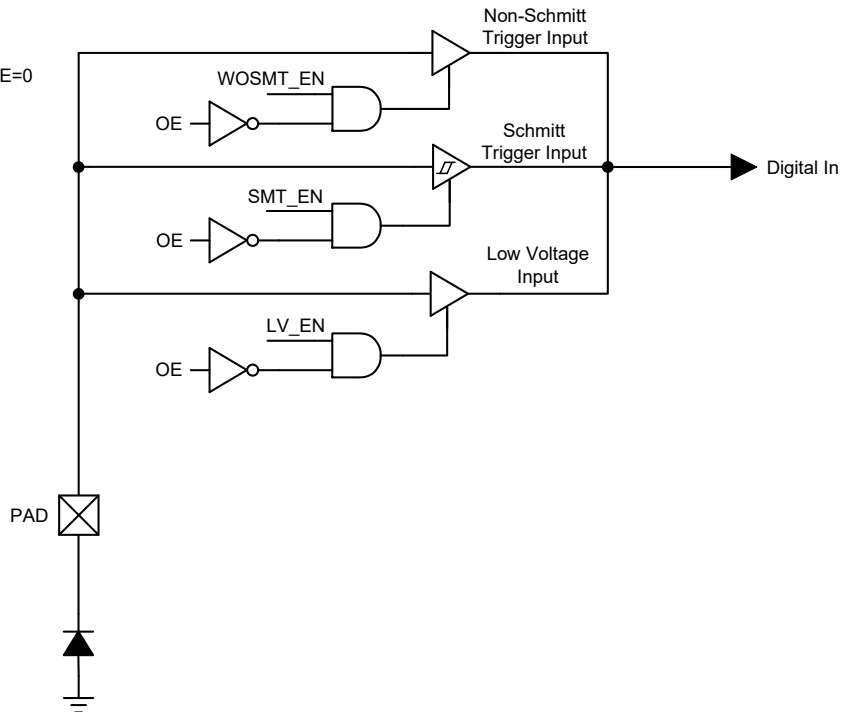 Non-Schmitt
Trigger Input
E=0
WOSMT_EN
OE
Schmitt
Trigger Input
Digital In
SMT_EN
OE
Low Voltage
Input
LV_EN
OE
PAD